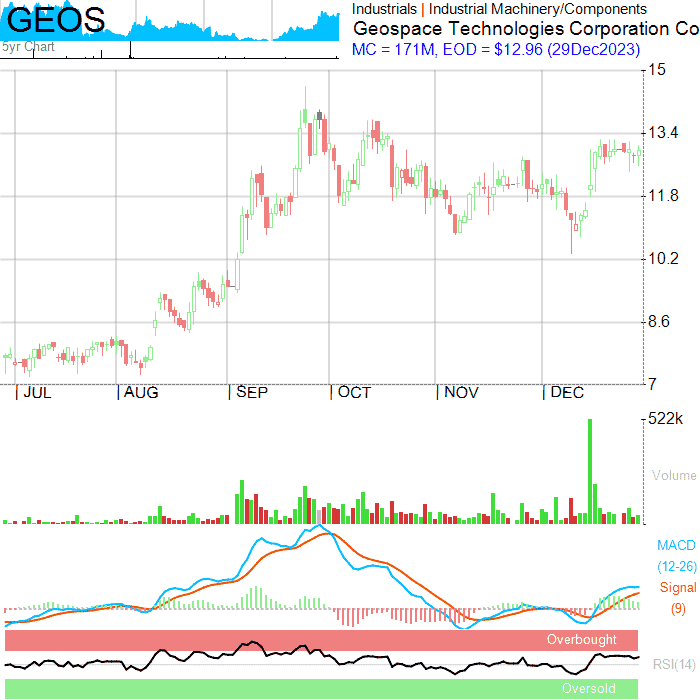 GEOS
5yr Chart
Industrials | Industrial Machinery/Components
Geospace Technologies Corporation Co
MC = 171M, EOD = $12.96 (29Dec2023)
15
13.4
11.8
10.2
8.6
7
|JUL |AUG |SEP |OCT |NOV |DEC
522k
Volume
MACD
(12-26)
Signal
(9)
Overbought
RSI(14)
Oversold